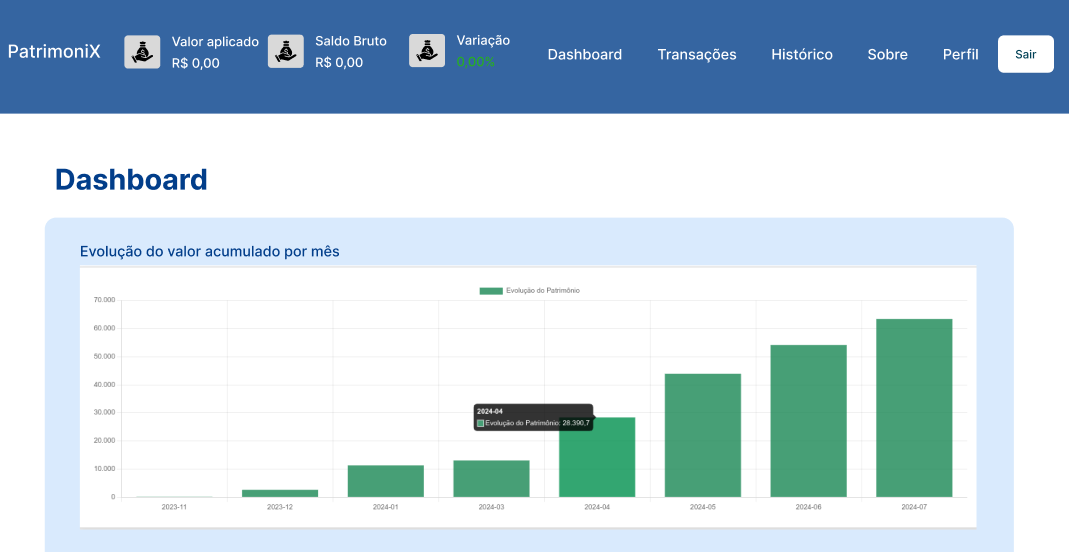 PatrimoniX
Valor aplicado
R$ 0,00
Saldo Bruto
R$ 0,00
Variação
0,00%
Dashboard
Transações
Histórico
Sobre
Perfil
Sair
Dashboard
Evolução do valor acumulado por mês
Evolução do Patrimônio
70.000
60.000
50.000
40.000
30.000
20.000
10.000
0
2024-04
Evolução do Patrimônio: 28.390,7
2023-11
2023-12
2024-01
2024-03
2024-04
2024-05
2024-06
2024-07